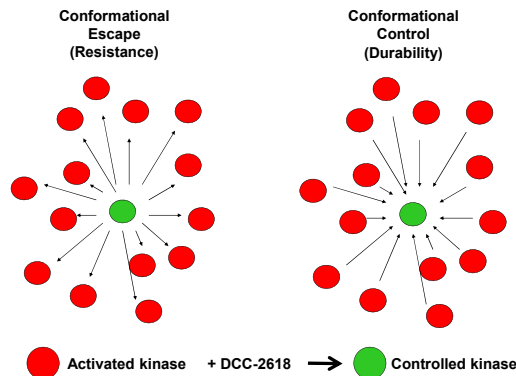 Conformational
Escape
(Resistance)
Conformational
Control
(Durability)
Activated kinase + DCC-2618 Controlled kinase